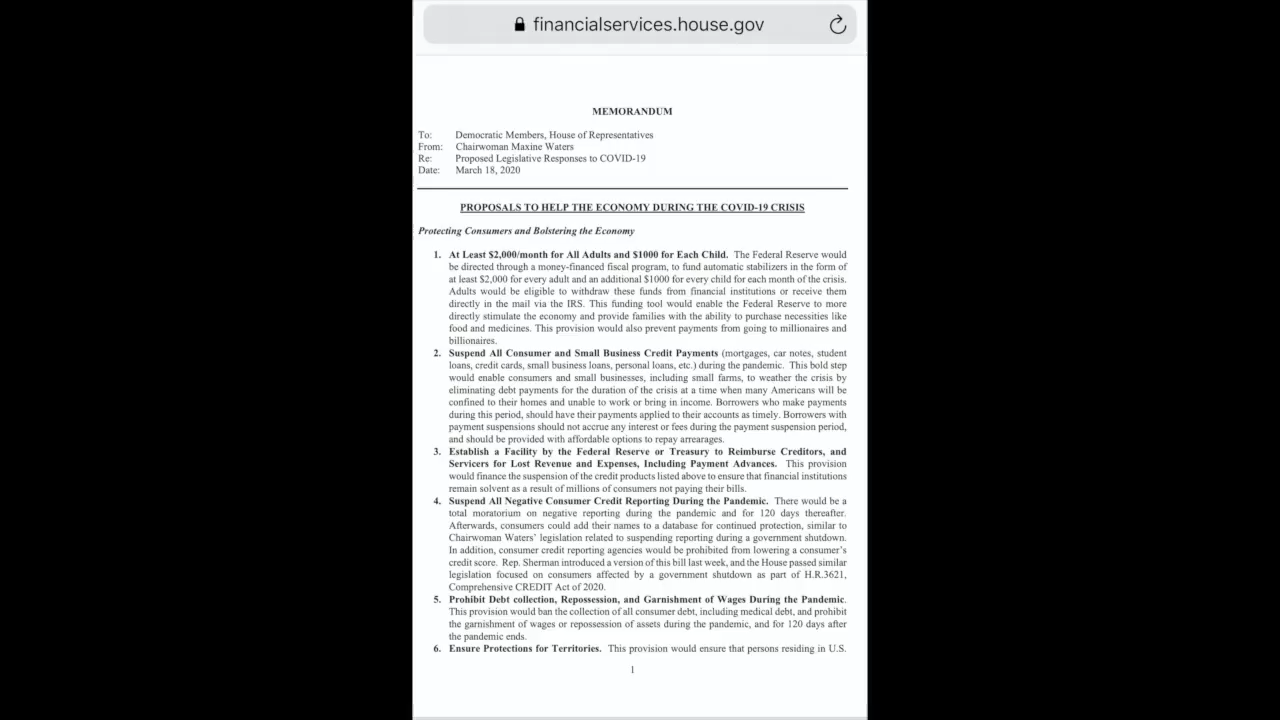 financialservices.house.gov
MEMORANDUM
To: Democratic Members, House of Representatives
From: Chairwoman Maxine Waters
Re: Proposed Legislative Responses to COVID-19
Date: March 18, 2020
PROPOSALS TO HELP THE ECONOMY DURING THE COVID-19 CRISIS
Protecting Consumers and Bolstering the Economy
1. At Least $2,000/month for All Adults and $1000 for Each Child. The Federal Reserve would
be directed through a money-financed fiscal program, to fund automatic stabilizers in the form of
at least $2,000 for every adult and an additional $1000 for every child for each month of the crisis.
Adults would be eligible to withdraw these funds from financial institutions or receive them
directly in the mail via the IRS. This funding tool would enable the Federal Reserve to more
directly stimulate the economy and provide families with the ability to purchase necessities like
food and medicines. This provision would also prevent payments from going to millionaires and
billionaires.
2. Suspend All Consumer and Small Business Credit Payments (mortgages, car notes, student
loans, credit cards, small business loans, personal loans, etc.) during the pandemic. This bold step
would enable consumers and small businesses, including small farms, to weather the crisis by
eliminating debt payments for the duration of the crisis at a time when many Americans will be
confined to their homes and unable to work or bring in income. Borrowers who make payments
during this period, should have their payments applied to their accounts as timely. Borrowers with
payment suspensions should not accrue any interest or fees during the payment suspension period,
and should be provided with affordable options to repay arrearages.
3. Establish a Facility by the Federal Reserve or Treasury to Reimburse Creditors, and
Servicers for Lost Revenue and Expenses, Including Payment Advances. This provision
would finance the suspension of the credit products listed above to ensure that financial institutions
remain solvent as a result of millions of consumers not paying their bills.
4. Suspend All Negative Consumer Credit Reporting During the Pandemic. There would be a
total moratorium on negative reporting during the pandemic and for 120 days thereafter.
Afterwards, consumers could add their names to a database for continued protection, similar to
Chairwoman Waters’ legislation related to suspending reporting during a government shutdown.
In addition, consumer credit reporting agencies would be prohibited from lowering a consumer’s
credit score. Rep. Sherman introduced a version of this bill last week, and the House passed similar
legislation focused on consumers affected by a government shutdown as part of H.R.3621,
Comprehensive CREDIT Act of 2020.
5. Prohibit Debt collection, Repossession, and Garnishment of Wages During the Pandemic.
This provision would ban the collection of all consumer debt, including medical debt, and prohibit
the garnishment of wages or repossession of assets during the pandemic, and for 120 days after
the pandemic ends.
6. Ensure Protections for Territories. This provision would ensure that persons residing in U.S.
1